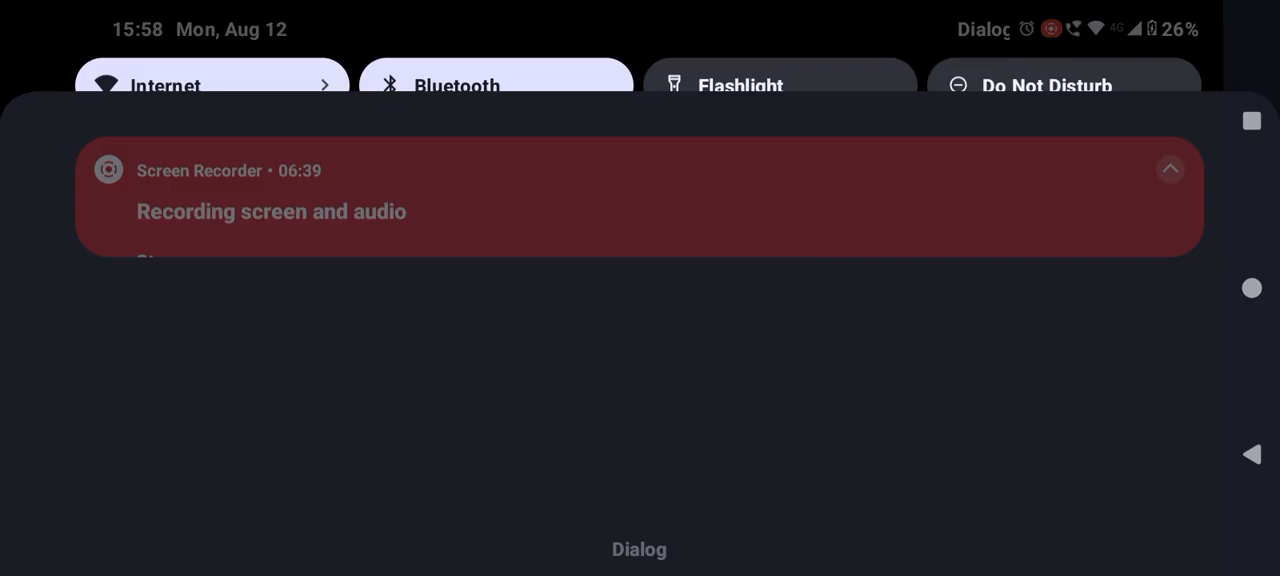 15:58 Mon, Aug 12
Dialog 4G 26%
Internet Bluetooth Flashlight Do Not Disturb
Screen Recorder • 06:39
Recording screen and audio
Dialog